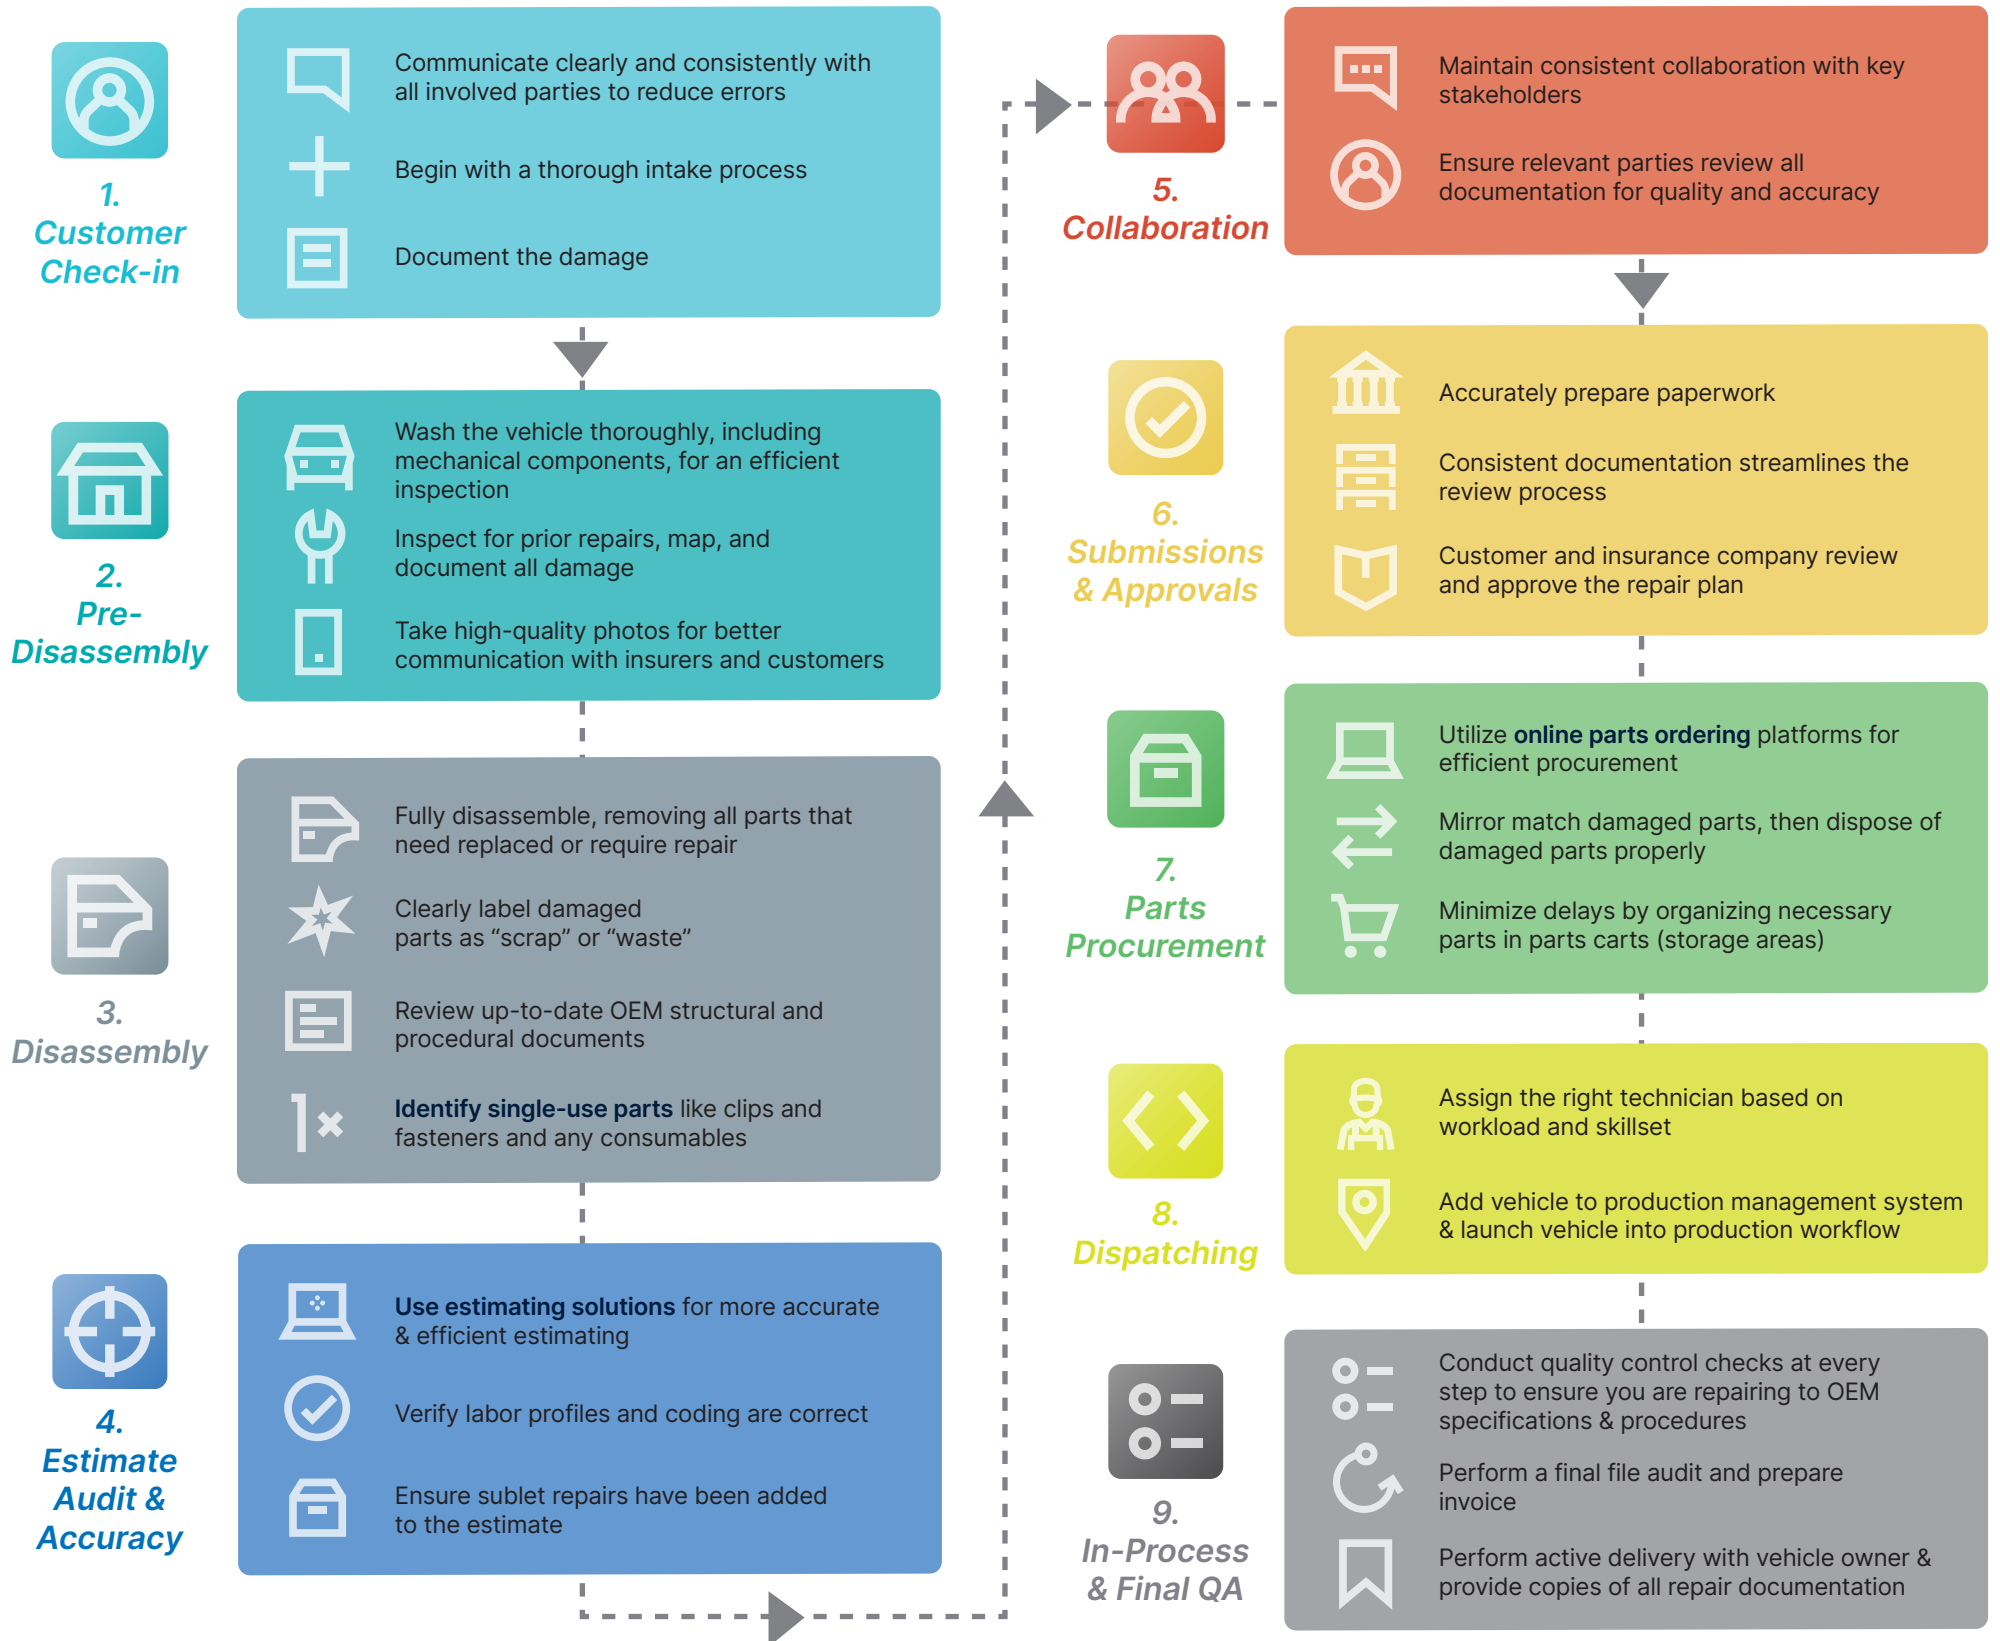 1.
Customer
Check-in
Communicate clearly and consistently with
all involved parties to reduce errors
Begin with a thorough intake process
Document the damage
2.
Pre-
Disassembly
Wash the vehicle thoroughly, including
mechanical components, for an efficient
inspection
Inspect for prior repairs, map, and
document all damage
Take high-quality photos for better
communication with insurers and customers
3.
Disassembly
Fully disassemble, removing all parts that
need replaced or require repair
Clearly label damaged
parts as “scrap” or “waste”
Review up-to-date OEM structural and
procedural documents
1x
Identify single-use parts like clips and
fasteners and any consumables
4.
Estimate
Audit &
Accuracy
Use estimating solutions for more accurate
& efficient estimating
Verify labor profiles and coding are correct
Ensure sublet repairs have been added
to the estimate
5.
Collaboration
Maintain consistent collaboration with key
stakeholders
Ensure relevant parties review all
documentation for quality and accuracy
6.
Submissions
& Approvals
Accurately prepare paperwork
Consistent documentation streamlines the
review process
Customer and insurance company review
and approve the repair plan
7.
Parts
Procurement
Utilize online parts ordering platforms for
efficient procurement
Mirror match damaged parts, then dispose of
damaged parts properly
Minimize delays by organizing necessary
parts in parts carts (storage areas)
8.
Dispatching
Assign the right technician based on
workload and skillset
Add vehicle to production management system
& launch vehicle into production workflow
9.
In-Process
& Final QA
Conduct quality control checks at every
step to ensure you are repairing to OEM
specifications & procedures
Perform a final file audit and prepare
invoice
Perform active delivery with vehicle owner &
provide copies of all repair documentation